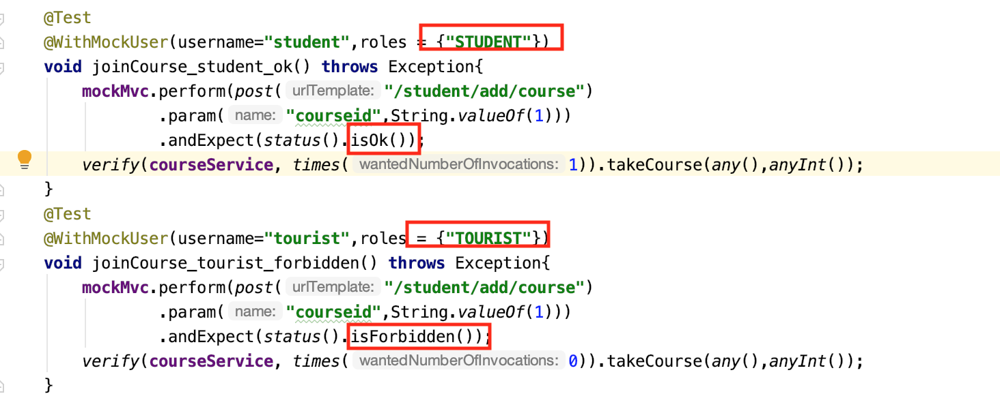 @Test
@WithMockUser(username="student",roles = {"STUDENT"})
void joinCourse_student_ok() throws Exception{
mockMvc.perform(post( urlTemplate: "/student/add/course")
.param( name: "courseid",String.valueOf(1)))
.andExpect(status().isOk());
verify(courseService, times( wantedNumberOfInvocations: 1)).takeCourse(any(),anyInt());
}
@Test
@WithMockUser(username="tourist",roles = {"TOURIST"})
void joinCourse_tourist_forbidden() throws Exception{
mockMvc.perform(post( urlTemplate: "/student/add/course")
.param( name: "courseid",String.valueOf(1)))
.andExpect(status().isForbidden());
verify(courseService, times( wantedNumberOfInvocations: 0)).takeCourse(any(),anyInt());
}